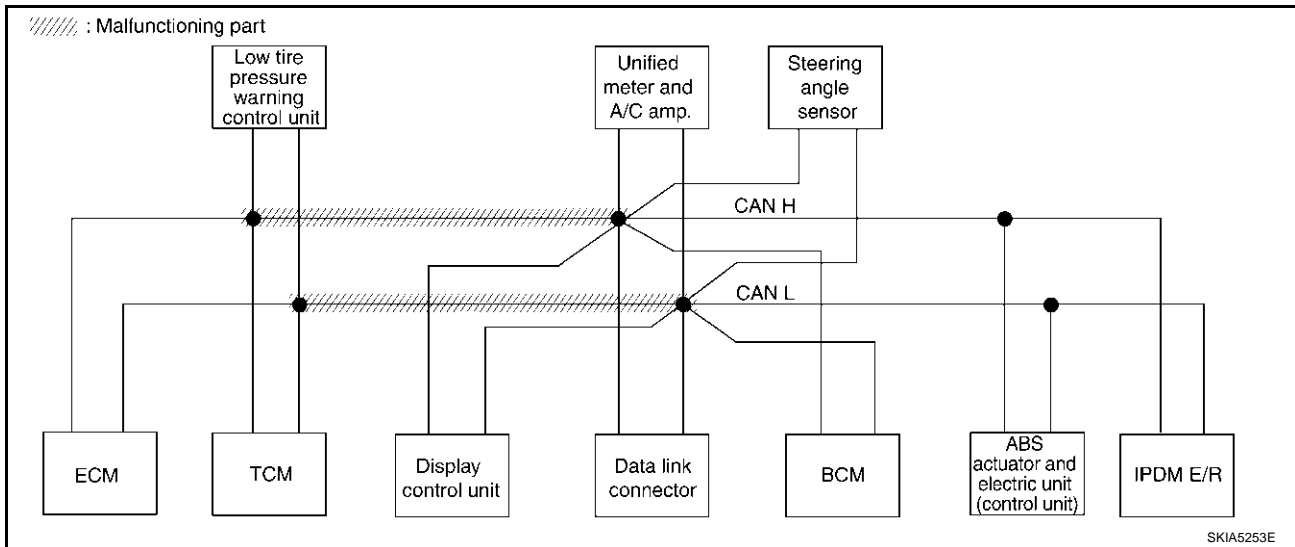 : Malfunctioning part
Low tire
pressure
warning
control unit
Unified
meter and
A/C amp.
Steering
angle
sensor
CAN H
CAN L
ECM
TCM
Display
control unit
Data link
connector
BCM
ABS
actuator and
electric unit
(control unit)
IPDM E/R
SKIA5253E